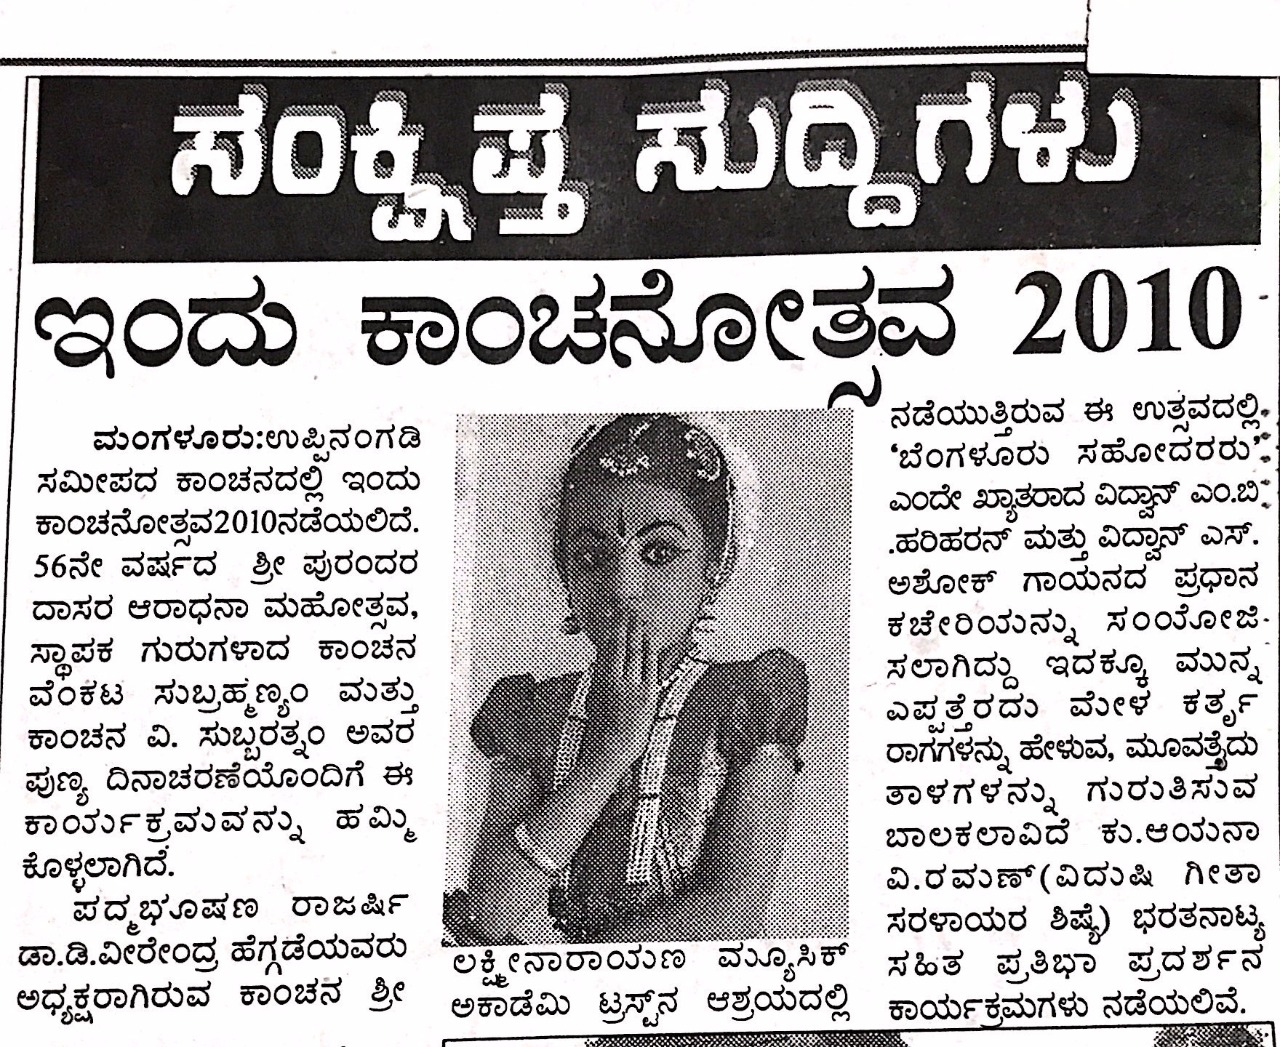 ಸಂಕ್ಷಿಪ್ತ ಸುದ್ದಿಗಳು
ಇಂದು ಕಾಂಚನೋತ್ಸವ 2010
ಮಂಗಳೂರು:ಉಪ್ಪಿನಂಗಡಿ
ಸಮೀಪದ ಕಾಂಚನದಲ್ಲಿ ಇಂದು
ಕಾಂಚನೋತ್ಸವ2010ನಡೆಯಲಿದೆ.
56ನೇ ವರ್ಷದ ಶ್ರೀ ಪುರಂದರ
ದಾಸರ ಆರಾಧನಾ ಮಹೋತ್ಸವ,
ಸ್ಥಾಪಕ ಗುರುಗಳಾದ ಕಾಂಚನ
ವೆಂಕಟ ಸುಬ್ರಹ್ಮಣ್ಯಂ ಮತ್ತು
ಕಾಂಚನ ವಿ. ಸುಬ್ಬರತ್ನಂ ಅವರ
ಪುಣ್ಯ ದಿನಾಚರಣೆಯೊಂದಿಗೆ ಈ
ಕಾರ್ಯಕ್ರಮವನ್ನು ಹಮ್ಮಿ
ಕೊಳ್ಳಲಾಗಿದೆ.
ಪದ್ಮಭೂಷಣ ರಾಜರ್ಷಿ
ಡಾ.ಡಿ.ವೀರೇಂದ್ರ ಹೆಗ್ಗಡೆಯವರು
ಅಧ್ಯಕ್ಷರಾಗಿರುವ ಕಾಂಚನ ಶ್ರೀ
ಲಕ್ಷ್ಮೀನಾರಾಯಣ ಮ್ಯೂಸಿಕ್
ಅಕಾಡೆಮಿ ಟ್ರಸ್ಟ್‌ನ ಆಶ್ರಯದಲ್ಲಿ
ನಡೆಯುತ್ತಿರುವ ಈ ಉತ್ಸವದಲ್ಲಿ
‘ಬೆಂಗಳೂರು ಸಹೋದರರು’
ಎಂದೇ ಖ್ಯಾತರಾದ ವಿದ್ವಾನ್ ಎಂ.ಬಿ
.ಹರಿಹರನ್ ಮತ್ತು ವಿದ್ವಾನ್ ಎಸ್.
ಅಶೋಕ್ ಗಾಯನದ ಪ್ರಧಾನ
ಕಚೇರಿಯನ್ನು ಸಂಯೋಜಿ
ಸಲಾಗಿದ್ದು ಇದಕ್ಕೂ ಮುನ್ನ
ಎಪ್ಪತ್ತೆರದು ಮೇಳ ಕರ್ತೃ
ರಾಗಗಳನ್ನು ಹೇಳುವ, ಮೂವತ್ತೈದು
ತಾಳಗಳನ್ನು ಗುರುತಿಸುವ
ಬಾಲಕಲಾವಿದೆ ಕು.ಆಯನಾ
ವಿ.ರಮಣ್(ವಿದುಷಿ ಗೀತಾ
ಸರಳಾಯರ ಶಿಷ್ಯೆ) ಭರತನಾಟ್ಯ
ಸಹಿತ ಪ್ರತಿಭಾ ಪ್ರದರ್ಶನ
ಕಾರ್ಯಕ್ರಮಗಳು ನಡೆಯಲಿವೆ.